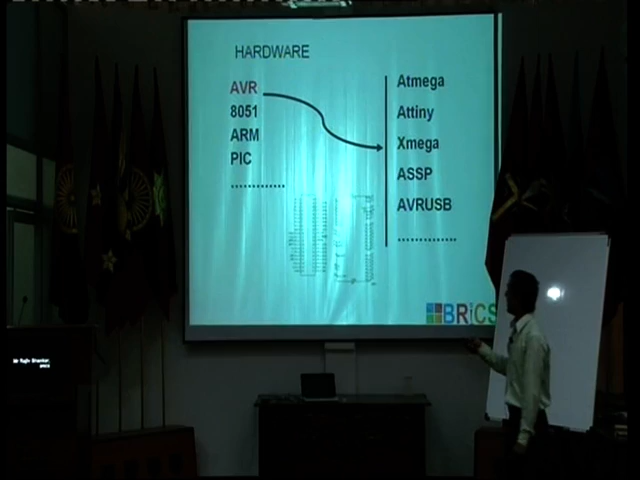 HARDWARE
AVR
8051
ARM
PIC
................
Atmega
Attiny
Xmega
ASSP
AVRUSB
.................
BRiCS